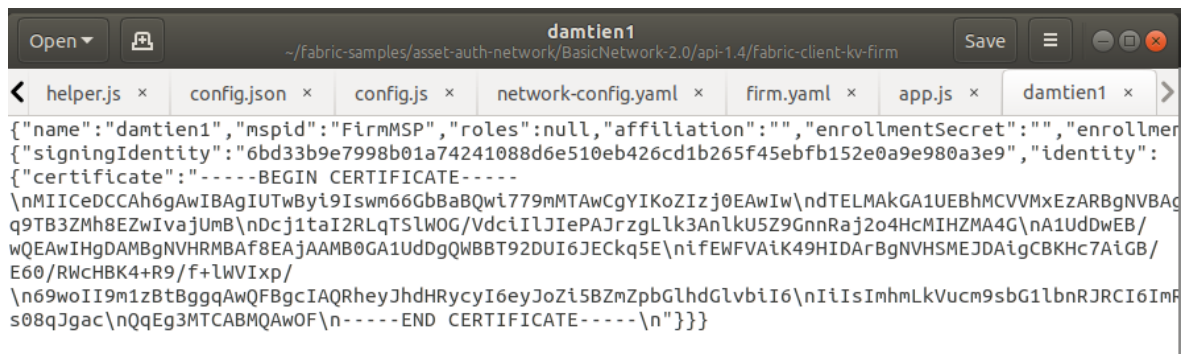 Open
damtien1
~/fabric-samples/asset-auth-network/BasicNetwork-2.0/api-1.4/fabric-client-kv-firm
Save
helper.js × config.json × config.js × network-config.yaml × firm.yaml × app.js × damtien1 ×
{"name":"damtien1","mspid":"FirmMSP","roles":null,"affiliation":"","enrollmentSecret":"","enrollmen
{"signingIdentity":"6bd33b9e7998b01a74241088d6e510eb426cd1b265f45ebfb152e0a9e980a3e9","identity":
{"certificate":"-----BEGIN CERTIFICATE-----
\nMIICeDCCAh6gAwIBAgIUTwByi9Iswm66GbBaBQwi779mMTAwCgYIKoZIzj0EAwIw\ndTELMAkGA1UEBhMCVVMxEzARBgNVBAg
q9TB3ZMh8EZwIvajUmB\nDcj1taI2RLqTSlWOG/VdciIlJIePAJrzgLlk3AnlkU5Z9GnnRaj2o4HcMIHZMA4G\nA1UdDwEB/
wQEAwIHgDAMBgNVHRMBAf8EAjAAMB0GA1UdDgQWBBT92DUI6JECkq5E\nifEWFVAiK49HIDArBgNVHSMEJDAigCBKHc7AiGB/
E60/RWcHBK4+R9/f+lWVIxp/
\n69woII9m1zBtBggqAwQFBgcIAQRheyJhdHRycyI6eyJoZi5BZmZpbGlhdGlvbiI6\nIiIsImhmLkVucm9sbG1lbnRJRCI6ImR
s08qJgac\nQqEg3MTCABMQAwOF\n-----END CERTIFICATE-----\n"}}}